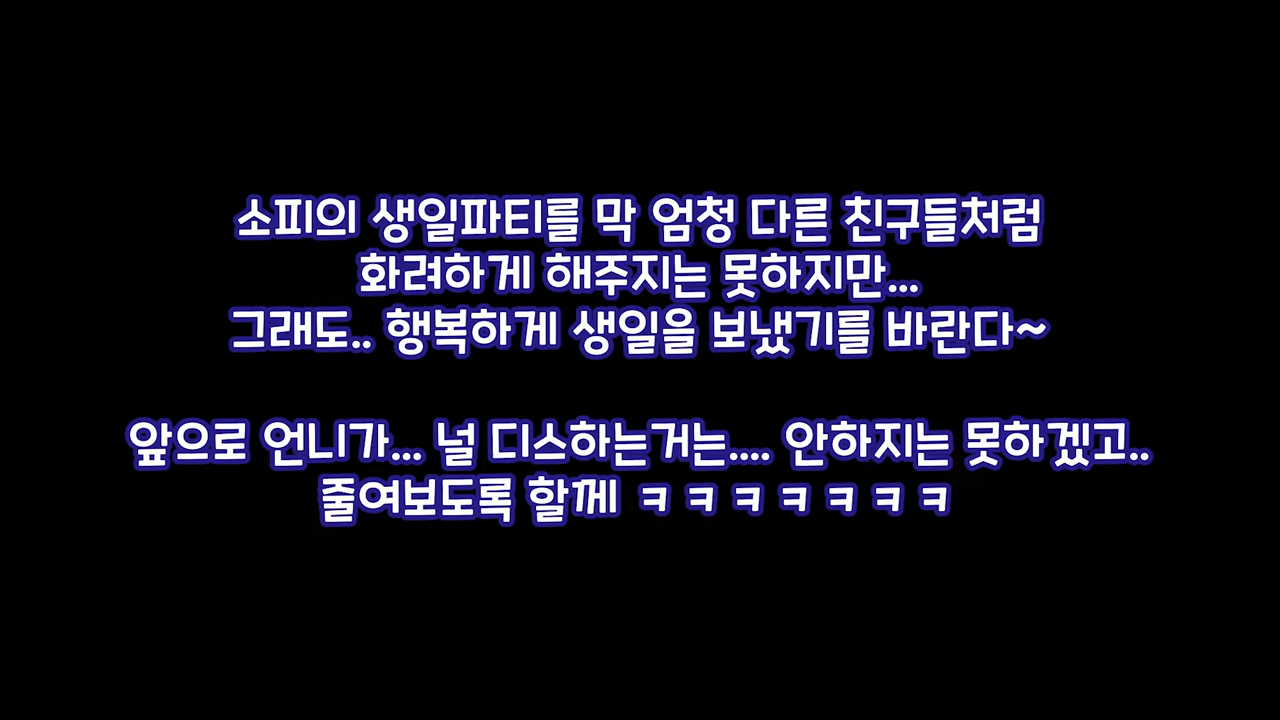 소피의 생일파티를 막 엄청 다른 친구들처럼
화려하게 해주지는 못하지만...
그래도.. 행복하게 생일을 보냈기를 바란다~
앞으로 언니가... 널 디스하는거는.... 안하지는 못하겠고..
줄여보도록 할께 ㅋㅋㅋㅋㅋㅋㅋ